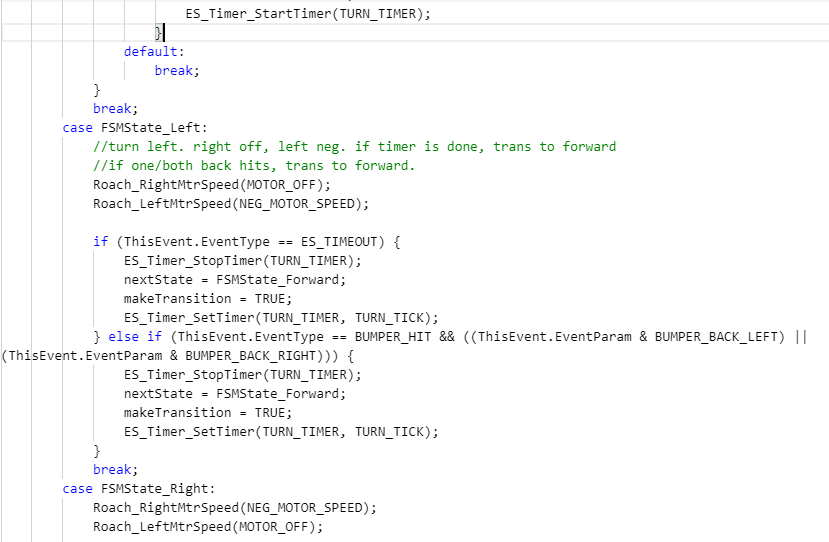 ES_Timer_StartTimer(TURN_TIMER);
}
default:
break;
}
break;
case FSMState_Left:
//turn left. right off, left neg. if timer is done, trans to forward
//if one/both back hits, trans to forward.
Roach_RightMtrSpeed(MOTOR_OFF);
Roach_LeftMtrSpeed(NEG_MOTOR_SPEED);
if (ThisEvent.EventType == ES_TIMEOUT) {
ES_Timer_StopTimer(TURN_TIMER);
nextState = FSMState_Forward;
makeTransition = TRUE;
ES_Timer_SetTimer(TURN_TIMER, TURN_TICK);
} else if (ThisEvent.EventType == BUMPER_HIT && ((ThisEvent.EventParam & BUMPER_BACK_LEFT) ||
(ThisEvent.EventParam & BUMPER_BACK_RIGHT))) {
ES_Timer_StopTimer(TURN_TIMER);
nextState = FSMState_Forward;
makeTransition = TRUE;
ES_Timer_SetTimer(TURN_TIMER, TURN_TICK);
}
break;
case FSMState_Right:
Roach_RightMtrSpeed(NEG_MOTOR_SPEED);
Roach_LeftMtrSpeed(MOTOR_OFF);